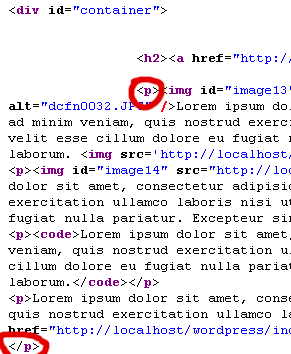 <div id="container">
<h2><a href="http:/
<p><img id="image13"
alt="dcfn0032.JPG" />Lorem ipsum do
ad minim veniam, quis nostrud exerc
velit esse cillum dolore eu fugiat n
laborum. <img src='http://localhost/
<p><img id="image14" src="http://loc
dolor sit amet, consectetur adipisic
exercitation ullamco laboris nisi ut
fugiat nulla pariatur. Excepteur sin
<p><code>Lorem ipsum dolor sit amet,
veniam, quis nostrud exercitation ul
cillum dolore eu fugiat nulla pariat
laborum.</code></p>
<p>Lorem ipsum dolor sit amet, conse
quis nostrud exercitation ullamco la
href="http://localhost/wordpress/inc
</p>